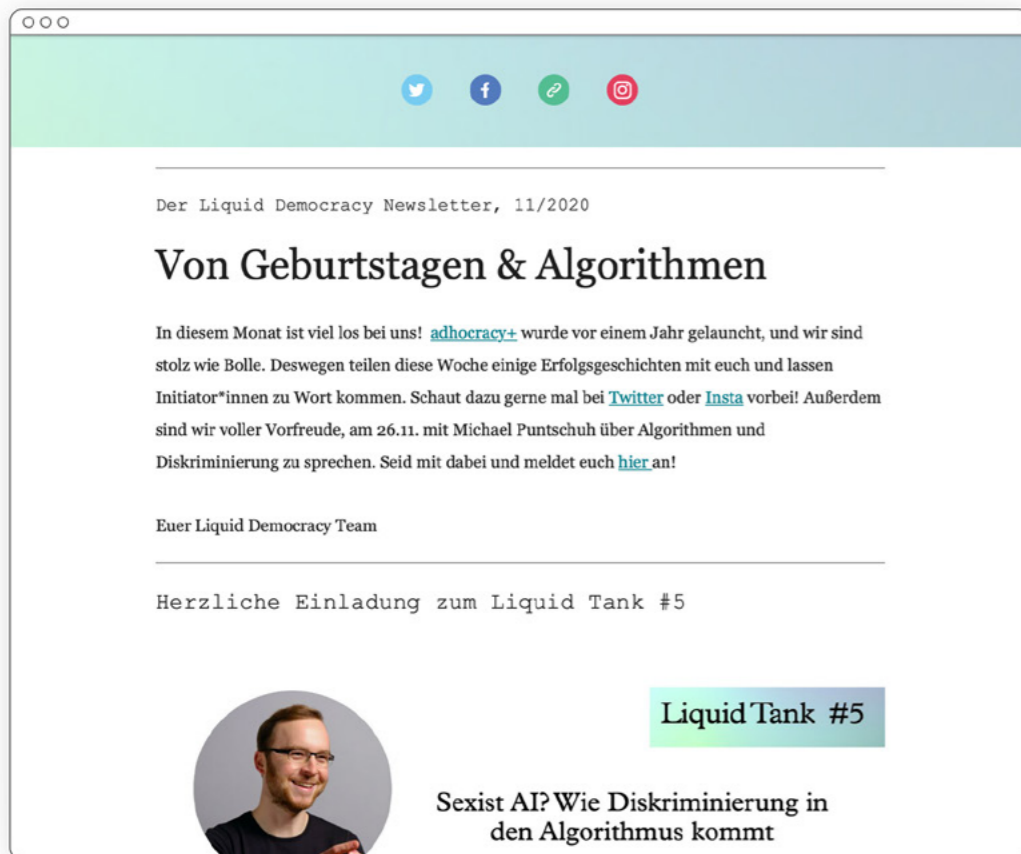 Der Liquid Democracy Newsletter, 11/2020
Von Geburtstagen & Algorithmen
In diesem Monat ist viel los bei uns! adhocracy+ wurde vor einem Jahr gelauncht, und wir sind
stolz wie Bolle. Deswegen teilen diese Woche einige Erfolgsgeschichten mit euch und lassen
Initiator*innen zu Wort kommen. Schaut dazu gerne mal bei Twitter oder Insta vorbei! Außerdem
sind wir voller Vorfreude, am 26.11. mit Michael Puntschuh über Algorithmen und
Diskriminierung zu sprechen. Seid mit dabei und meldet euch hier an!
Euer Liquid Democracy Team
Herzliche Einladung zum Liquid Tank #5
Liquid Tank #5
Sexist AI? Wie Diskriminierung in
den Algorithmus kommt